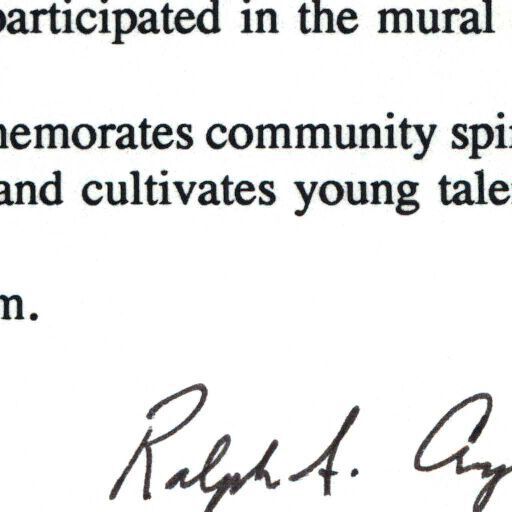 participated in the mural
memorates community spi
and cultivates young tale
m.
Ralph A.